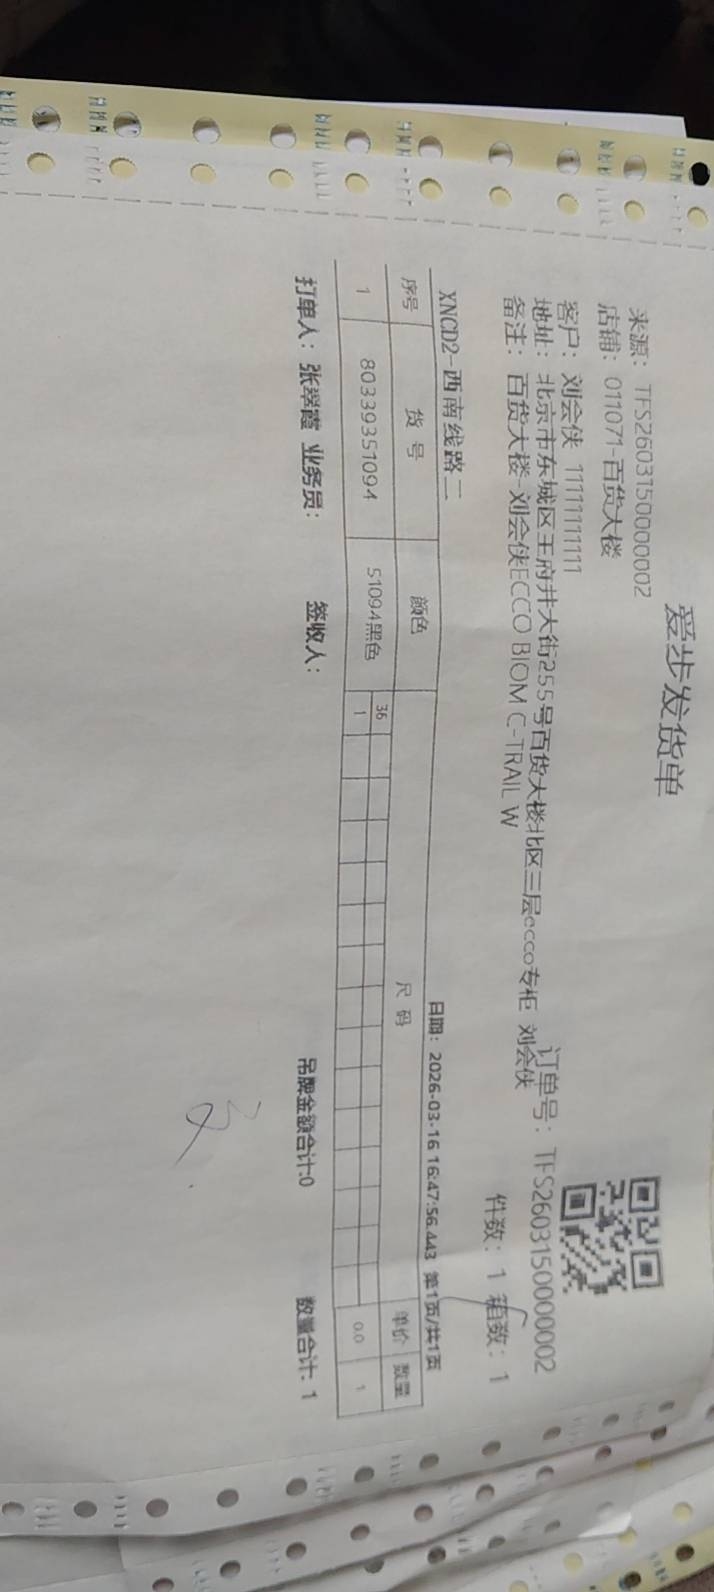 爱步发货单
来源：TFS2603150000002
店铺：011071-百货大楼
客户：刘会侠 11111111111 订单号：TFS2603150000002
地址：北京市东城区王府井大街255号百货大楼北区三层ecco专柜 刘会侠
备注：百货大楼-刘会侠ECCO BIOM C-TRAIL W 件数：1 箱数：1
XNCD2-西南线路二 日期：2026-03-16 16:47:56.443 第1页/共1页
序号 货号 颜色 尺码 单价 数量
36
1 80339351094 51094黑色 1 0.0 1
打单人：张翠霞 业务员： 签收人： 吊牌金额合计:0 数量合计: 1